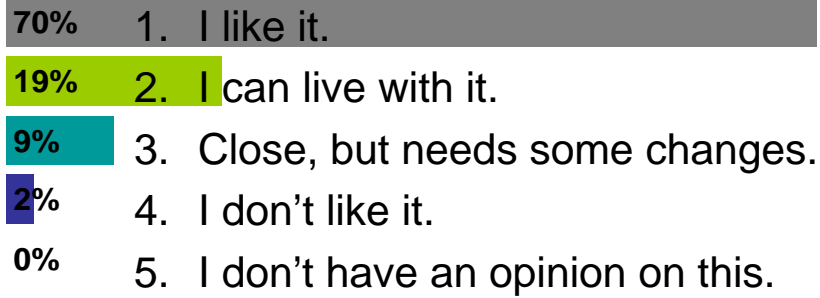 70% 1. I like it.
19% 2. I can live with it.
9% 3. Close, but needs some changes.
2% 4. I don’t like it.
0% 5. I don’t have an opinion on this.